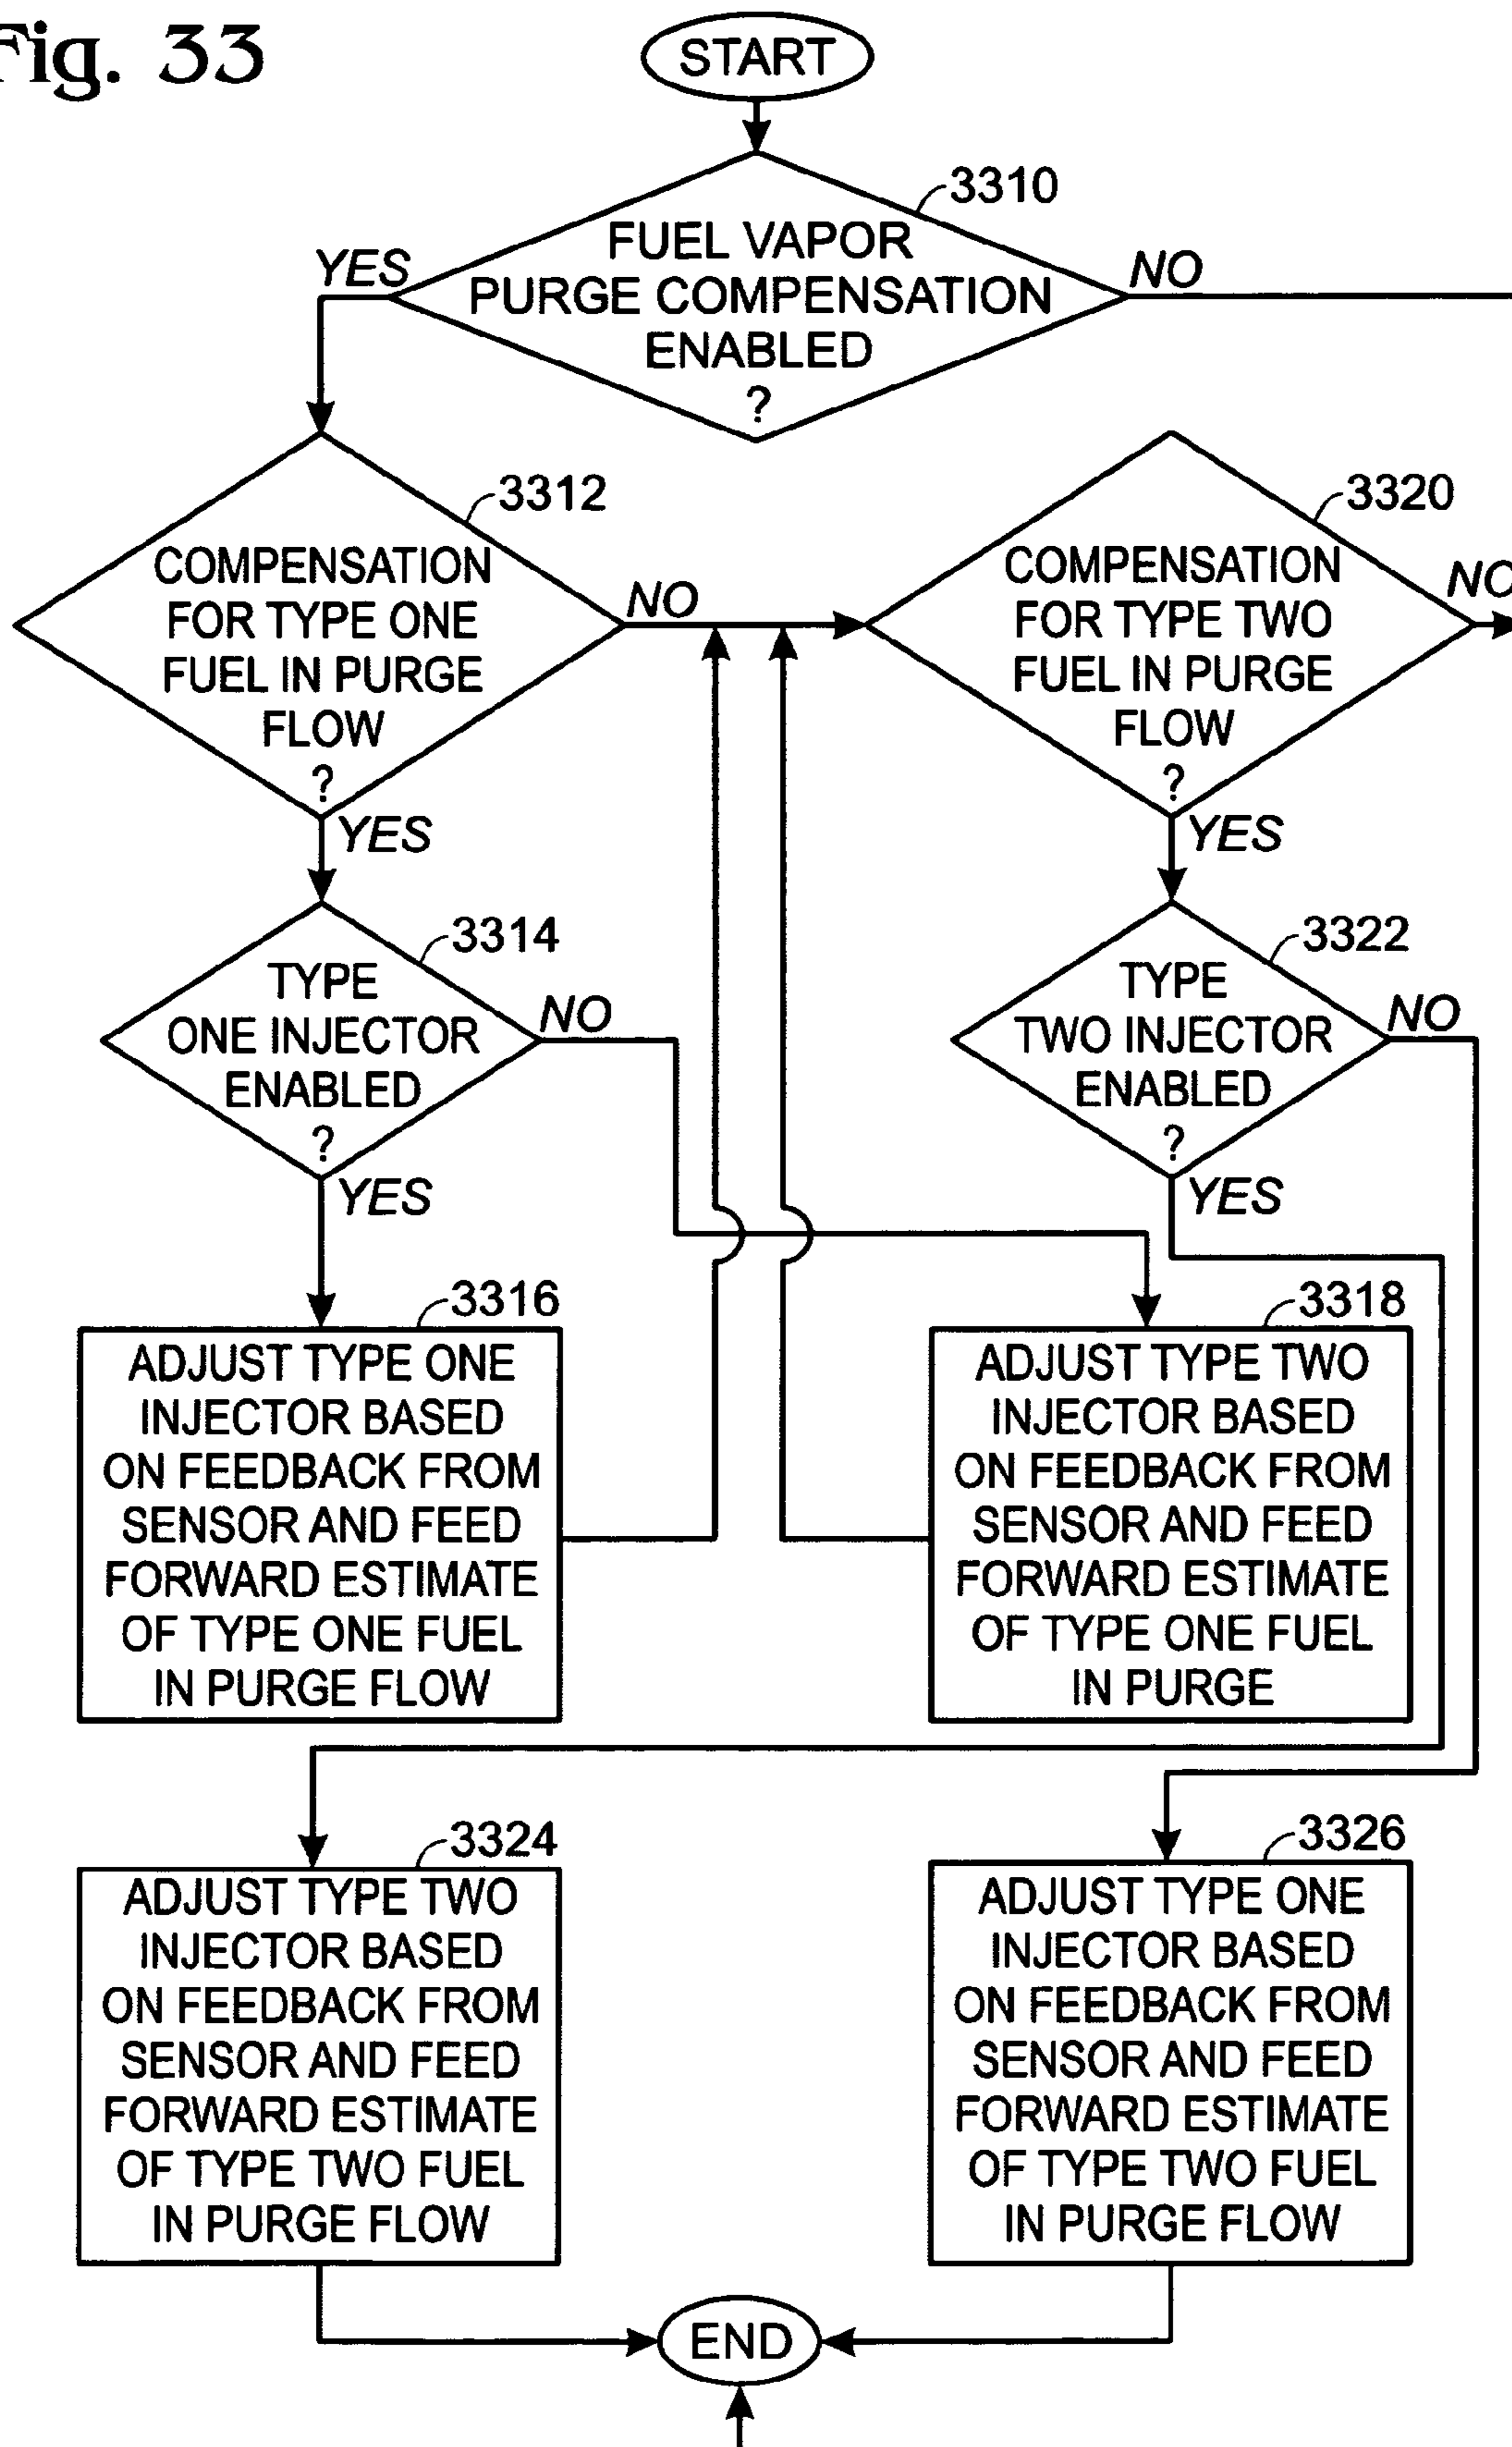 Fig. 33
START
3310
FUEL VAPOR
PURGE COMPENSATION
ENABLED
?
YES
NO
3312
COMPENSATION
FOR TYPE ONE
FUEL IN PURGE
FLOW
?
NO
YES
3320
COMPENSATION
FOR TYPE TWO
FUEL IN PURGE
FLOW
?
NO
YES
3314
TYPE
ONE INJECTOR
ENABLED
?
NO
YES
3322
TYPE
TWO INJECTOR
ENABLED
?
NO
YES
3316
ADJUST TYPE ONE
INJECTOR BASED
ON FEEDBACK FROM
SENSOR AND FEED
FORWARD ESTIMATE
OF TYPE ONE FUEL
IN PURGE FLOW
3318
ADJUST TYPE TWO
INJECTOR BASED
ON FEEDBACK FROM
SENSOR AND FEED
FORWARD ESTIMATE
OF TYPE ONE FUEL
IN PURGE
3324
ADJUST TYPE TWO
INJECTOR BASED
ON FEEDBACK FROM
SENSOR AND FEED
FORWARD ESTIMATE
OF TYPE TWO FUEL
IN PURGE FLOW
3326
ADJUST TYPE ONE
INJECTOR BASED
ON FEEDBACK FROM
SENSOR AND FEED
FORWARD ESTIMATE
OF TYPE TWO FUEL
IN PURGE FLOW
END